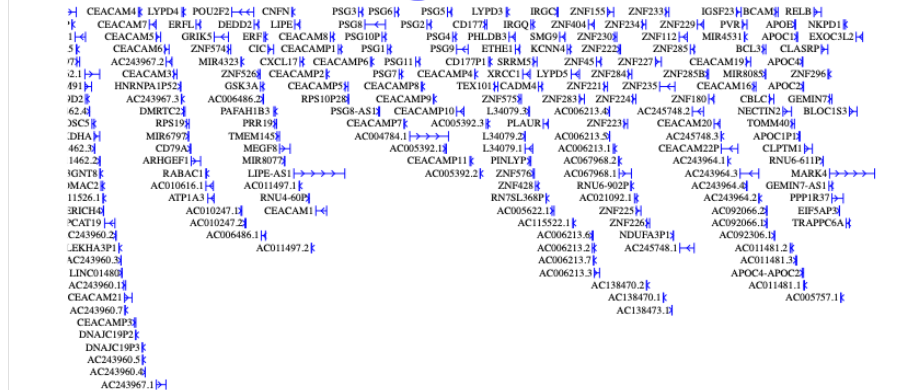 CEACAM4 LYPD4 POU2F2 CNFN PSG3 PSG6 PSG5 LYPD3 IRGC ZNF155 ZNF233 IGSF23 BCAM RELB
CEACAM7 ERFL DEDD2 LIPE PSG8 CD177 IRGQ ZNF404 ZNF234 ZNF229 PVR APOE NKPD1
CEACAM5 GRIK5 ERF CEACAM8 PSG10P PSG4 PHLDB3 SMG9 ZNF230 ZNF112 MIR4531 APOC1 EXOC3L2
CEACAM6 ZNF574 CIC CEACAMP1 PSG1 PSG9 ETHE1 KCNN4 ZNF222 ZNF285 BCL3 CLASRP
AC243967.2 MIR4323 CXCL17 CEACAMP6 PSG11 CD177P1 SRRM5 ZNF45 ZNF227 CEACAM19 APOC4
CEACAM3 ZNF526 CEACAMP2 PSG7 CEACAMP4 XRCC1 LYPD5 ZNF284 ZNF285B MIR8085 ZNF296
HNRNPA1P52 GSK3A CEACAMP5 CEACAMP8 TEX101 CADM4 ZNF221 ZNF235 CEACAM16 APOC2
AC243967.3 AC006486.2 RPS10P28 CEACAMP9 ZNF575 ZNF283 ZNF224 ZNF180 CBLC GEMIN7
DMRTC2 PAFAH1B3 PSG8-AS1 CEACAMP10 L34079.3 AC006213.4 AC245748.2 NECTIN2 BLOC1S3
RPS19 PRR19 CEACAMP7 AC005392.3 PLAUR ZNF223 CEACAM20 TOMM40
MIR6797 TMEM145 AC004784.1 L34079.2 AC006213.5 AC245748.3 APOC1P1
CD79A MEGF8 AC005392.1 L34079.1 AC006213.1 CEACAM22P CLPTM1
ARHGEF1 MIR8077 CEACAMP11 PINLYP AC067968.2 AC243964.1 RNU6-611P
RABAC1 LIPE-AS1 AC005392.2 ZNF576 AC067968.1 AC243964.3 MARK4
AC010616.1 AC011497.1 ZNF428 RNU6-902P AC243964.4 GEMIN7-AS1
ATP1A3 RNU4-60P RN7SL368P AC021092.1 AC243964.2 PPP1R37
AC010247.1 CEACAM1 AC005622.1 ZNF225 AC092066.2 EIF5AP3
AC010247.2 AC115522.1 ZNF226 AC092066.1 TRAPPC6A
AC243960.2 AC006486.1 AC006213.6 NDUFA3P1 AC092306.1
AC011497.2 AC006213.2 AC245748.1 AC011481.2
AC243960.3 AC006213.7 AC011481.3
LINC01480 AC006213.3 APOC4-APOC2
AC243960.1 AC138470.2 AC011481.1
CEACAM21 AC138470.1 AC005757.1
AC243960.7 AC138473.1
CEACAMP3
DNAJC19P2
DNAJC19P3
AC243960.5
AC243960.4
AC243967.1